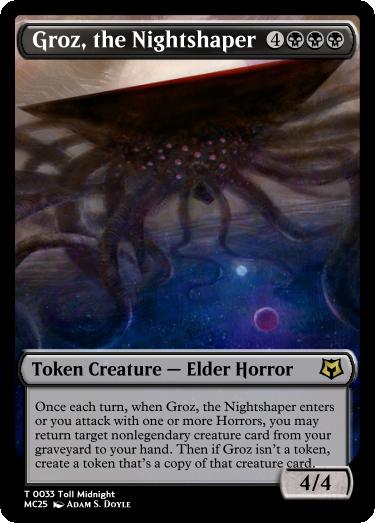 Groz, the Nightshaper 4
Token Creature — Elder Horror
Once each turn, when Groz, the Nightshaper enters
or you attack with one or more Horrors, you may
return target nonlegendary creature card from your
graveyard to your hand. Then if Groz isn't a token,
create a token that's a copy of that creature card.
4/4
T 0033 Toll Midnight
MC25 Adam S. Doyle